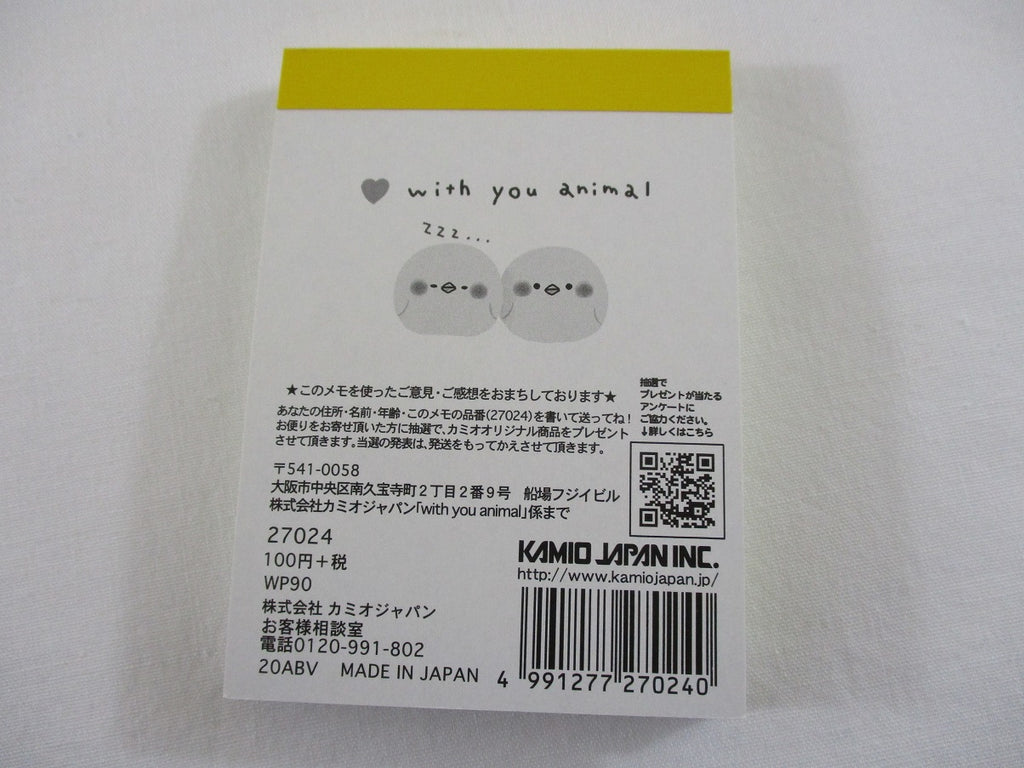 with you animal
zzz...
★このメモを使ったご意見・ご感想をおまちしております★
あなたの住所・名前・年齢・このメモの品番(27024)を書いて送ってね!
お便りをお寄せ頂いた方に抽選で、カミオオリジナル商品をプレゼント
させて頂きます。当選の発表は、発送をもってかえさせて頂きます。
抽選で
プレゼントが当たる
アンケートに
ご協力ください。
↓詳しくはこちら
〒541-0058
大阪市中央区南久宝寺町2丁目2番9号 船場フジイビル
株式会社カミオジャパン「with you animal」係まで
27024
100円+税
WP90
株式会社 カミオジャパン
お客様相談室
電話0120-991-802
20ABV MADE IN JAPAN
KAMIO JAPAN INC.
http://www.kamiojapan.jp/
4 991277 270240